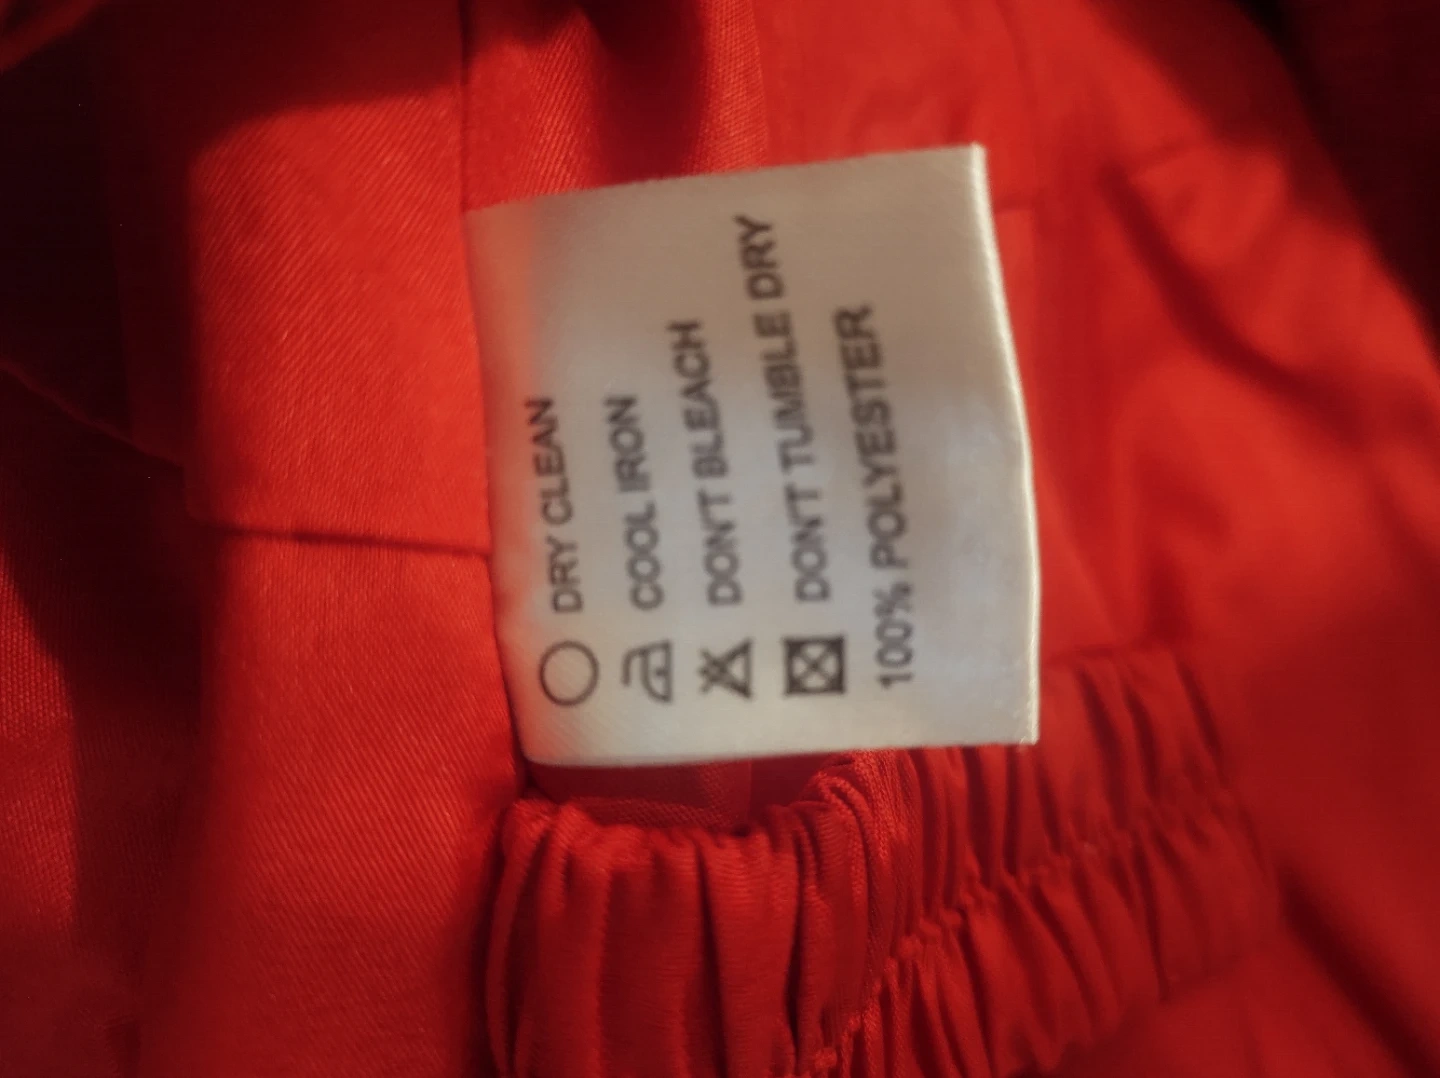 DRY CLEAN
COOL IRON
DON'T BLEACH
DON'T TUMBLE DRY
100% POLYESTER